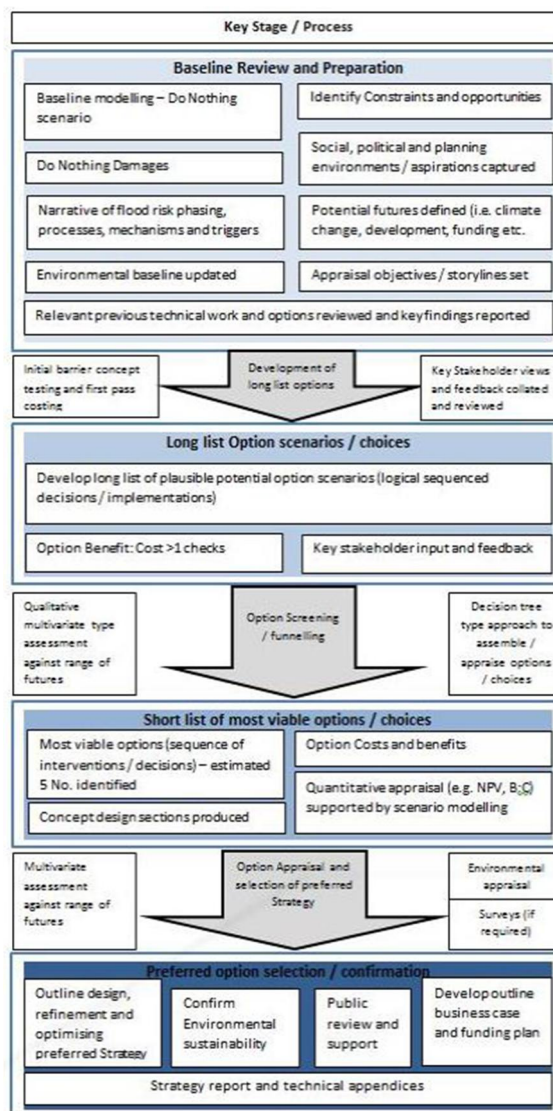 Key Stage / Process
Baseline Review and Preparation
Baseline modelling – Do Nothing
scenario
Identify Constraints and opportunities
Do Nothing Damages
Social, political and planning
environments / aspirations captured
Narrative of flood risk phasing,
processes, mechanisms and triggers
Potential futures defined (i.e. climate
change, development, funding etc.
Environmental baseline updated
Appraisal objectives / storylines set
Relevant previous technical work and options reviewed and key findings reported
Initial barrier concept
testing and first pass
costing
Development of
long list options
Key Stakeholder views
and feedback collated
and reviewed
Long list Option scenarios / choices
Develop long list of plausible potential option scenarios (logical sequenced
decisions / implementations)
Option Benefit: Cost >1 checks
Key stakeholder input and feedback
Qualitative
multivariate type
assessment
against range of
futures
Option Screening
/ funnelling
Decision tree
type approach to
assemble /
appraise options
/ choices
Short list of most viable options / choices
Most viable options (sequence of
interventions / decisions) – estimated
5 No. identified
Option Costs and benefits
Concept design sections produced
Quantitative appraisal (e.g. NPV, B:C)
supported by scenario modelling
Multivariate
assessment
against range of
futures
Option Appraisal and
selection of preferred
Strategy
Environmental
appraisal
Surveys (if
required)
Preferred option selection / confirmation
Outline design,
refinement and
optimising
preferred Strategy
Confirm
Environmental
sustainability
Public
review and
support
Develop outline
business case
and funding plan
Strategy report and technical appendices